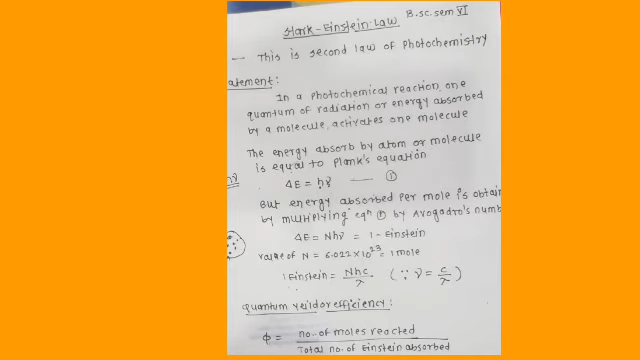 Stark-Einstein Law B.sc.sem VI
— This is second law of Photochemistry
atement:
In a photochemical reaction, one
quantum of radiation or energy absorbed
by a molecule, activates one molecule
The energy absorb by atom or molecule
is equal to Plank's equation
hν
ΔE = hν —— ①
But energy absorbed per mole is obtain
by multiplying eqn ① by Avogadro's numb
ΔE = Nhν = 1 - Einstein
value of N = 6.022 × 10²³ = 1 mole
1 Einstein = Nhc/λ (∵ ν = c/λ)
Quantum Yeild or efficiency:
ϕ = no. of moles reacted
Total no. of Einstein absorbed